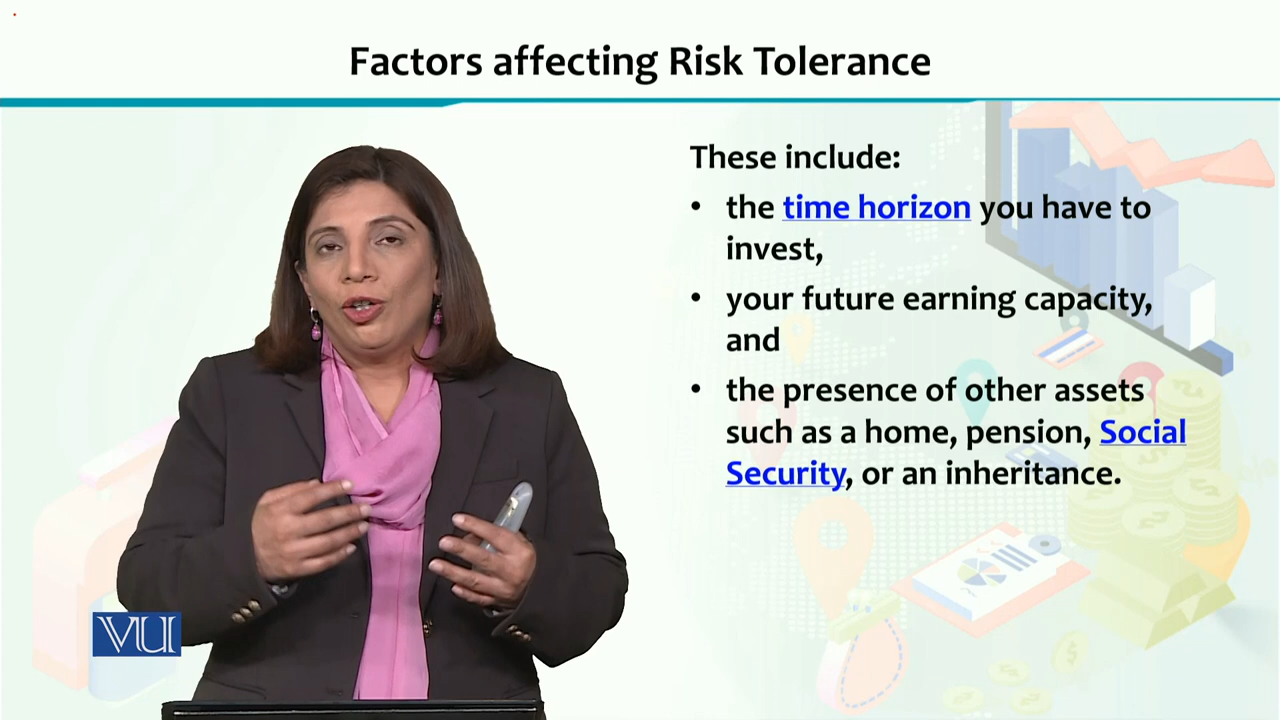 Factors affecting Risk Tolerance
These include:
• the time horizon you have to
invest,
• your future earning capacity,
and
• the presence of other assets
such as a home, pension, Social
Security, or an inheritance.
VU